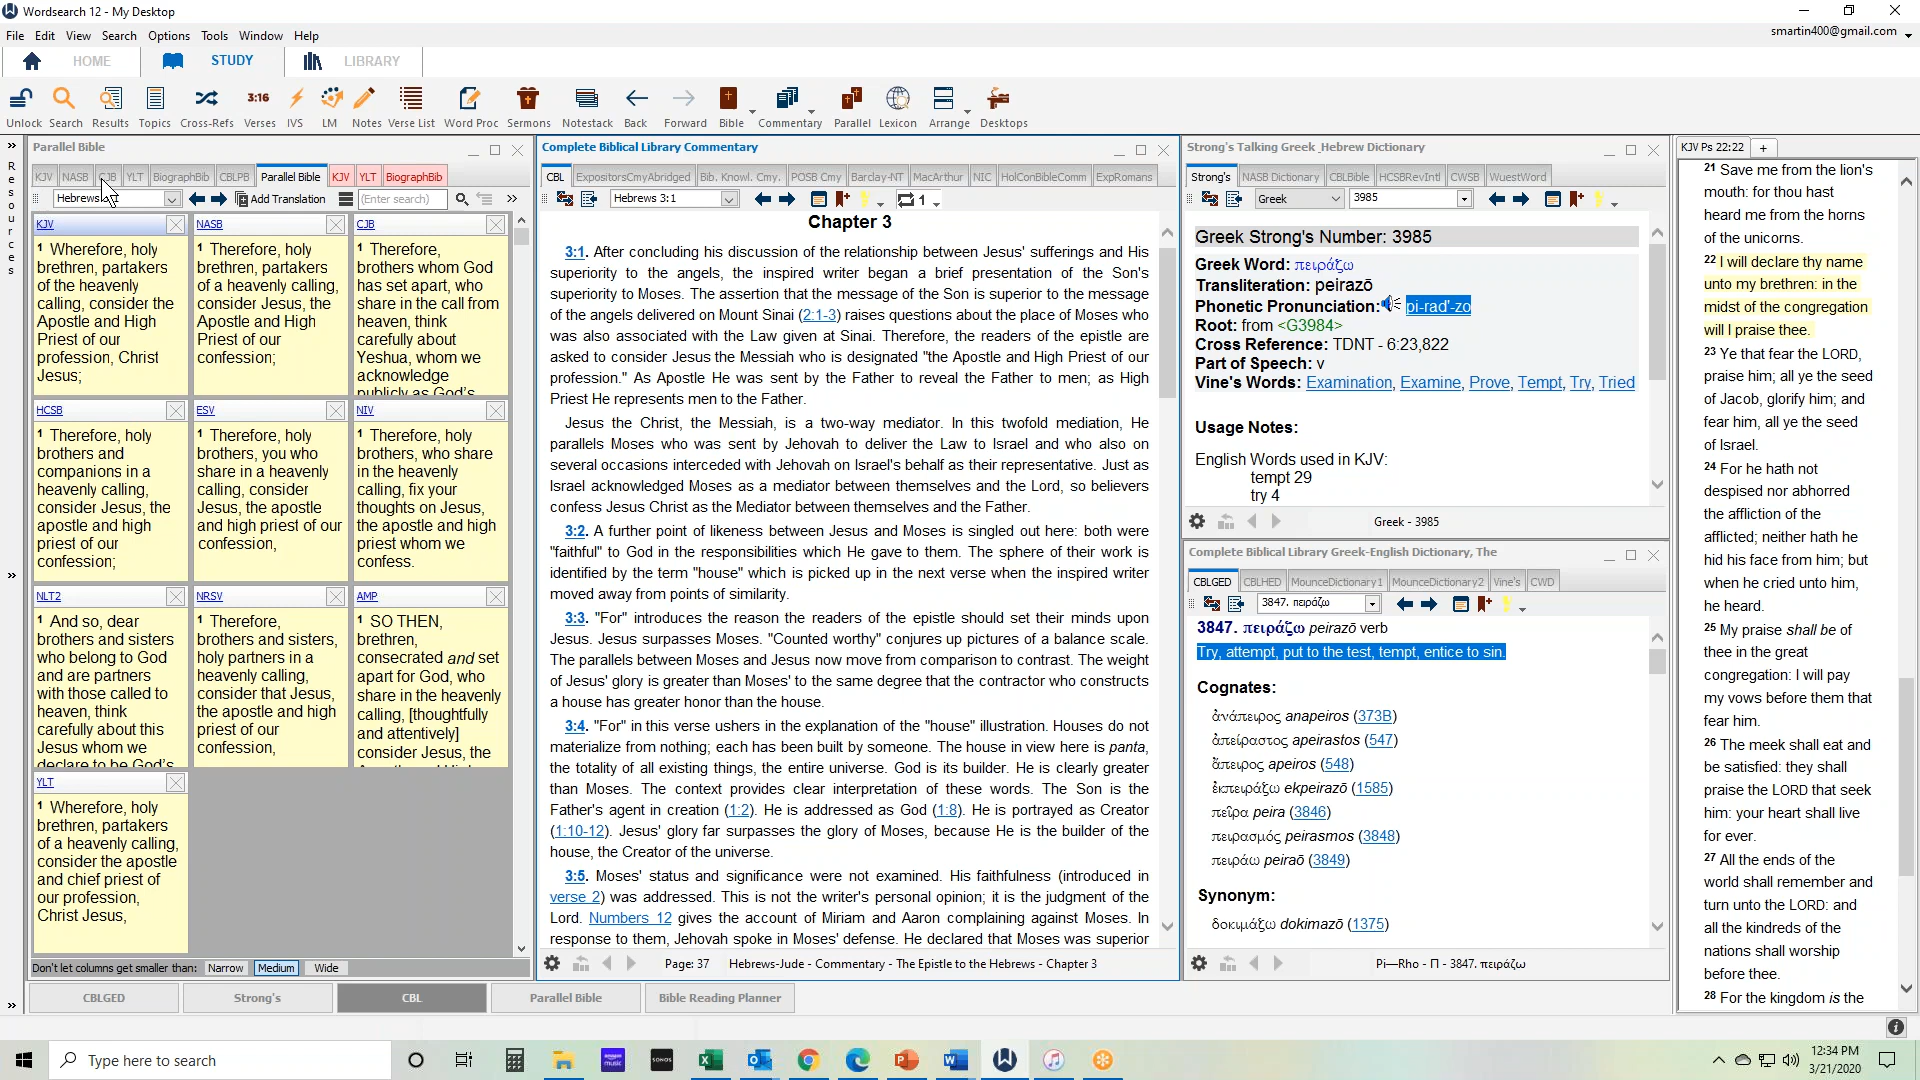 Wordsearch 12 - My Desktop
File Edit View Search Options Tools Window Help
smartin400@gmail.com
HOME STUDY LIBRARY
3:16
Unlock Search Results Topics Cross-Refs Verses IVS LM Notes Verse List Word Proc Sermons Notestack Back Forward Bible Commentary Parallel Lexicon Arrange Desktops
Resources
Parallel Bible
KJV NASB CJB YLT BiographBib CBLPB Parallel Bible KJV YLT BiographBib
Add Translation (Enter search)
KJV
1 Wherefore, holy
brethren, partakers
of the heavenly
calling, consider the
Apostle and High
Priest of our
profession, Christ
Jesus;
NASB
1 Therefore, holy
brethren, partakers
of a heavenly calling,
consider Jesus, the
Apostle and High
Priest of our
confession;
CJB
1 Therefore,
brothers whom God
has set apart, who
share in the call from
heaven, think
carefully about
Yeshua, whom we
acknowledge
publicly as God's
HCSB
1 Therefore, holy
brothers and
companions in a
heavenly calling,
consider Jesus, the
apostle and high
priest of our
confession;
ESV
1 Therefore, holy
brothers, you who
share in a heavenly
calling, consider
Jesus, the apostle
and high priest of our
confession,
NIV
1 Therefore, holy
brothers, who share
in the heavenly
calling, fix your
thoughts on Jesus,
the apostle and high
priest whom we
confess.
NLT2
1 And so, dear
brothers and sisters
who belong to God
and are partners
with those called to
heaven, think
carefully about this
Jesus whom we
declare to be God's
NRSV
1 Therefore,
brothers and sisters,
holy partners in a
heavenly calling,
consider that Jesus,
the apostle and high
priest of our
confession,
AMP
1 SO THEN,
brethren,
consecrated and set
apart for God, who
share in the heavenly
calling, [thoughtfully
and attentively]
consider Jesus, the
YLT
1 Wherefore, holy
brethren, partakers
of a heavenly calling,
consider the apostle
and chief priest of
our profession,
Christ Jesus,
Don't let columns get smaller than: Narrow Medium Wide
Complete Biblical Library Commentary
CBL ExpositorsCmyAbridged Bib. Knowl. Cmy. POSB Cmy Barclay-NT MacArthur NIC HolConBibleComm ExpRomans
Hebrews 3:1 1
Chapter 3
3:1. After concluding his discussion of the relationship between Jesus' sufferings and His
superiority to the angels, the inspired writer began a brief presentation of the Son's
superiority to Moses. The assertion that the message of the Son is superior to the message
of the angels delivered on Mount Sinai (2:1-3) raises questions about the place of Moses who
was also associated with the Law given at Sinai. Therefore, the readers of the epistle are
asked to consider Jesus the Messiah who is designated "the Apostle and High Priest of our
profession." As Apostle He was sent by the Father to reveal the Father to men; as High
Priest He represents men to the Father.
Jesus the Christ, the Messiah, is a two-way mediator. In this twofold mediation, He
parallels Moses who was sent by Jehovah to deliver the Law to Israel and who also on
several occasions interceded with Jehovah on Israel's behalf as their representative. Just as
Israel acknowledged Moses as a mediator between themselves and the Lord, so believers
confess Jesus Christ as the Mediator between themselves and the Father.
3:2. A further point of likeness between Jesus and Moses is singled out here: both were
"faithful" to God in the responsibilities which He gave to them. The sphere of their work is
identified by the term "house" which is picked up in the next verse when the inspired writer
moved away from points of similarity.
3:3. "For" introduces the reason the readers of the epistle should set their minds upon
Jesus. Jesus surpasses Moses. "Counted worthy" conjures up pictures of a balance scale.
The parallels between Moses and Jesus now move from comparison to contrast. The weight
of Jesus' glory is greater than Moses' to the same degree that the contractor who constructs
a house has greater honor than the house.
3:4. "For" in this verse ushers in the explanation of the "house" illustration. Houses do not
materialize from nothing; each has been built by someone. The house in view here is panta,
the totality of all existing things, the entire universe. God is its builder. He is clearly greater
than Moses. The context provides clear interpretation of these words. The Son is the
Father's agent in creation (1:2). He is addressed as God (1:8). He is portrayed as Creator
(1:10-12). Jesus' glory far surpasses the glory of Moses, because He is the builder of the
house, the Creator of the universe.
3:5. Moses' status and significance were not examined. His faithfulness (introduced in
verse 2) was addressed. This is not the writer's personal opinion; it is the judgment of the
Lord. Numbers 12 gives the account of Miriam and Aaron complaining against Moses. In
response to them, Jehovah spoke in Moses' defense. He declared that Moses was superior
Page: 37 Hebrews-Jude - Commentary - The Epistle to the Hebrews - Chapter 3
Strong's Talking Greek_Hebrew Dictionary
Strong's NASB Dictionary CBLBible HCSBRevIntl CWSB WuestWord
Greek 3985
Greek Strong's Number: 3985
Greek Word: πειράζω
Transliteration: peirazō
Phonetic Pronunciation: pi-rad'-zo
Root: from <G3984>
Cross Reference: TDNT - 6:23,822
Part of Speech: v
Vine's Words: Examination, Examine, Prove, Tempt, Try, Tried
Usage Notes:
English Words used in KJV:
tempt 29
try 4
Greek - 3985
Complete Biblical Library Greek-English Dictionary, The
CBLGED CBLHED MounceDictionary1 MounceDictionary2 Vine's CWD
3847. πειράζω
3847. πειράζω peirazō verb
Try, attempt, put to the test, tempt, entice to sin.
Cognates:
ἀνάπειρος anapeiros (373B)
ἀπείραστος apeirastos (547)
ἄπειρος apeiros (548)
ἐκπειράζω ekpeirazō (1585)
πεῖρα peira (3846)
πειρασμός peirasmos (3848)
πειράω peiraō (3849)
Synonym:
δοκιμάζω dokimazō (1375)
Pi—Rho - Π - 3847. πειράζω
KJV Ps 22:22 +
21 Save me from the lion's
mouth: for thou hast
heard me from the horns
of the unicorns.
22 I will declare thy name
unto my brethren: in the
midst of the congregation
will I praise thee.
23 Ye that fear the LORD,
praise him; all ye the seed
of Jacob, glorify him; and
fear him, all ye the seed
of Israel.
24 For he hath not
despised nor abhorred
the affliction of the
afflicted; neither hath he
hid his face from him; but
when he cried unto him,
he heard.
25 My praise shall be of
thee in the great
congregation: I will pay
my vows before them that
fear him.
26 The meek shall eat and
be satisfied: they shall
praise the LORD that seek
him: your heart shall live
for ever.
27 All the ends of the
world shall remember and
turn unto the LORD: and
all the kindreds of the
nations shall worship
before thee.
28 For the kingdom is the
CBLGED Strong's CBL Parallel Bible Bible Reading Planner
Type here to search
amazon music
SONOS
12:34 PM
3/21/2020